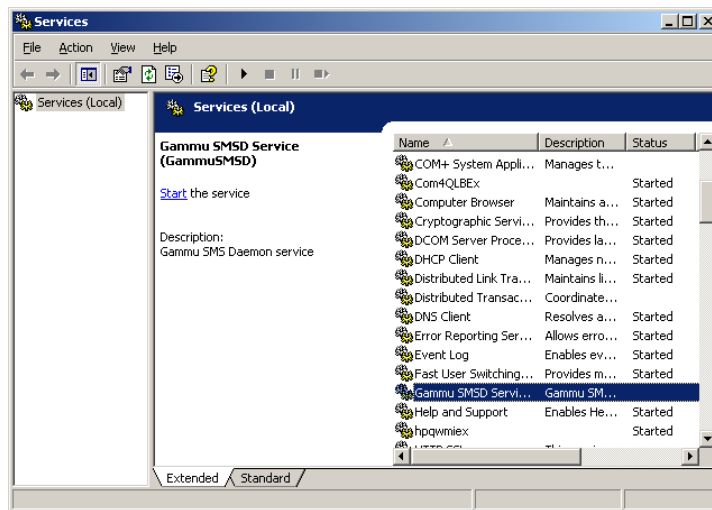 Services
File Action View Help
Services (Local)
Services (Local)
Gammu SMSD Service
(GammuSMSD)
Start the service
Description:
Gammu SMS Daemon service
Name Description Status
COM+ System Appli... Manages t...
Com4QLBEx Started
Computer Browser Maintains a... Started
Cryptographic Servi... Provides th... Started
DCOM Server Proce... Provides la... Started
DHCP Client Manages n... Started
Distributed Link Tra... Maintains li... Started
Distributed Transac... Coordinate...
DNS Client Resolves a... Started
Error Reporting Ser... Allows erro... Started
Event Log Enables ev... Started
Fast User Switching... Provides m... Started
Gammu SMSD Servi... Gammu SM...
Help and Support Enables He... Started
hpqwmiex Started
Extended Standard